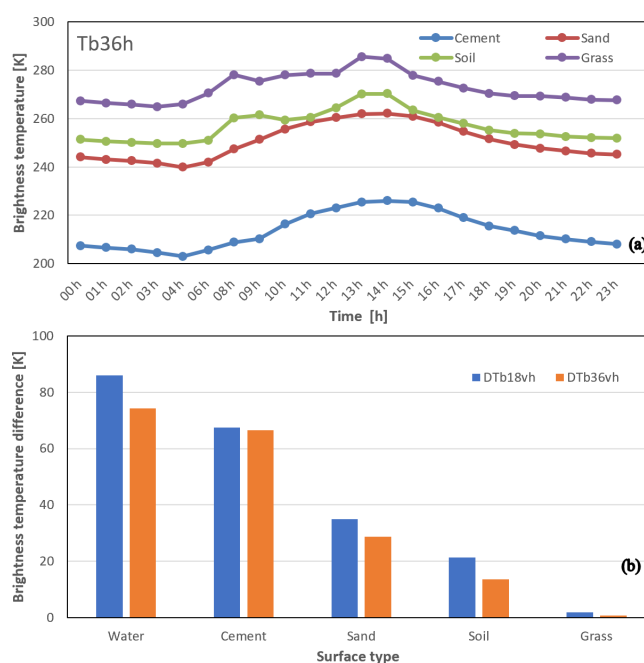 Tb36h
Cement Sand
Soil Grass
Brightness temperature [K]
300
280
260
240
220
200
00h 01h 02h 03h 04h 06h 08h 09h 10h 11h 12h 13h 14h 15h 16h 17h 18h 19h 20h 21h 22h 23h
Time [h]
(a)
Brightness temperature difference [K]
100
80
60
40
20
0
DTb18vh DTb36vh
(b)
Water Cement Sand Soil Grass
Surface type